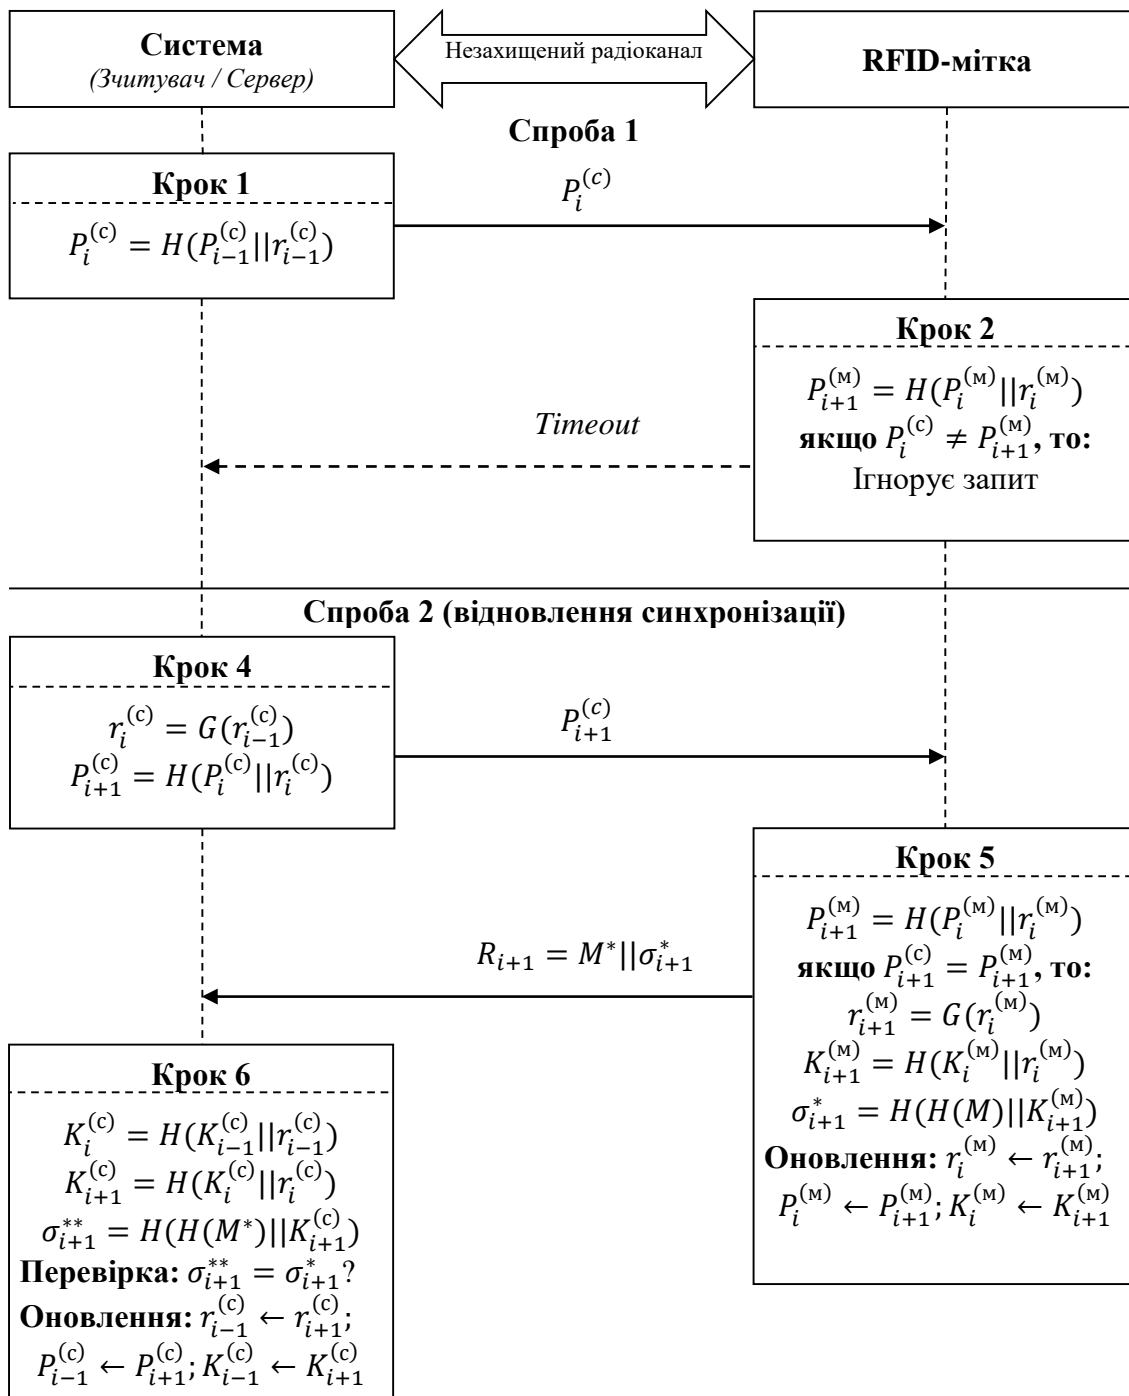 Система
(Зчитувач / Сервер)
Незахищений радіоканал
RFID-мітка
Спроба 1
Крок 1
P_i^{(c)} = H(P_{i-1}^{(c)}||r_{i-1}^{(c)})
P_i^{(c)}
Крок 2
P_{i+1}^{(м)} = H(P_i^{(м)}||r_i^{(м)})
якщо P_i^{(c)} ≠ P_{i+1}^{(м)}, то:
Ігнорує запит
Timeout
Спроба 2 (відновлення синхронізації)
Крок 4
r_i^{(c)} = G(r_{i-1}^{(c)})
P_{i+1}^{(c)} = H(P_i^{(c)}||r_i^{(c)})
P_{i+1}^{(c)}
Крок 5
P_{i+1}^{(м)} = H(P_i^{(м)}||r_i^{(м)})
якщо P_{i+1}^{(c)} = P_{i+1}^{(м)}, то:
r_{i+1}^{(м)} = G(r_i^{(м)})
K_{i+1}^{(м)} = H(K_i^{(м)}||r_i^{(м)})
σ_{i+1}^* = H(H(M)||K_{i+1}^{(м)})
Оновлення: r_i^{(м)} ← r_{i+1}^{(м)};
P_i^{(м)} ← P_{i+1}^{(м)}; K_i^{(м)} ← K_{i+1}^{(м)}
R_{i+1} = M^*||σ_{i+1}^*
Крок 6
K_i^{(c)} = H(K_{i-1}^{(c)}||r_{i-1}^{(c)})
K_{i+1}^{(c)} = H(K_i^{(c)}||r_i^{(c)})
σ_{i+1}^{**} = H(H(M^*)||K_{i+1}^{(c)})
Перевірка: σ_{i+1}^{**} = σ_{i+1}^*?
Оновлення: r_{i-1}^{(c)} ← r_{i+1}^{(c)};
P_{i-1}^{(c)} ← P_{i+1}^{(c)}; K_{i-1}^{(c)} ← K_{i+1}^{(c)}